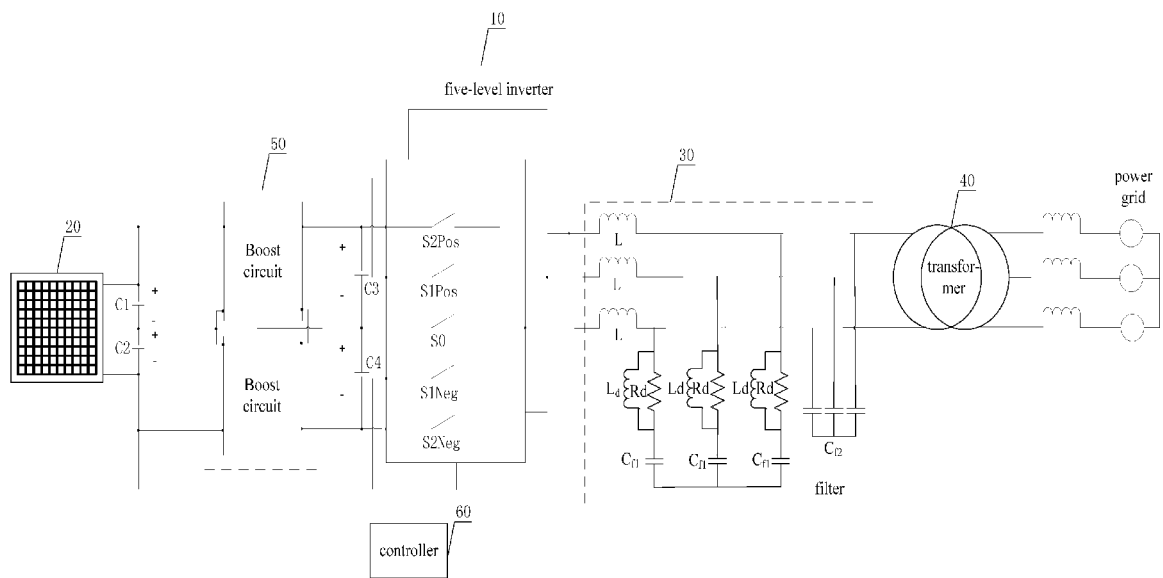 10
five-level inverter
50
30
40
power
grid
20
Boost
circuit
S2Pos
L
+
C1
-
+
C2
-
+
C3
-
+
C4
-
S1Pos
L
transfor-
mer
S0
L
Boost
circuit
S1Neg
Ld
Rd
Ld
Rd
Ld
Rd
S2Neg
Cf1
Cf1
Cf1
Cf2
filter
60
controller